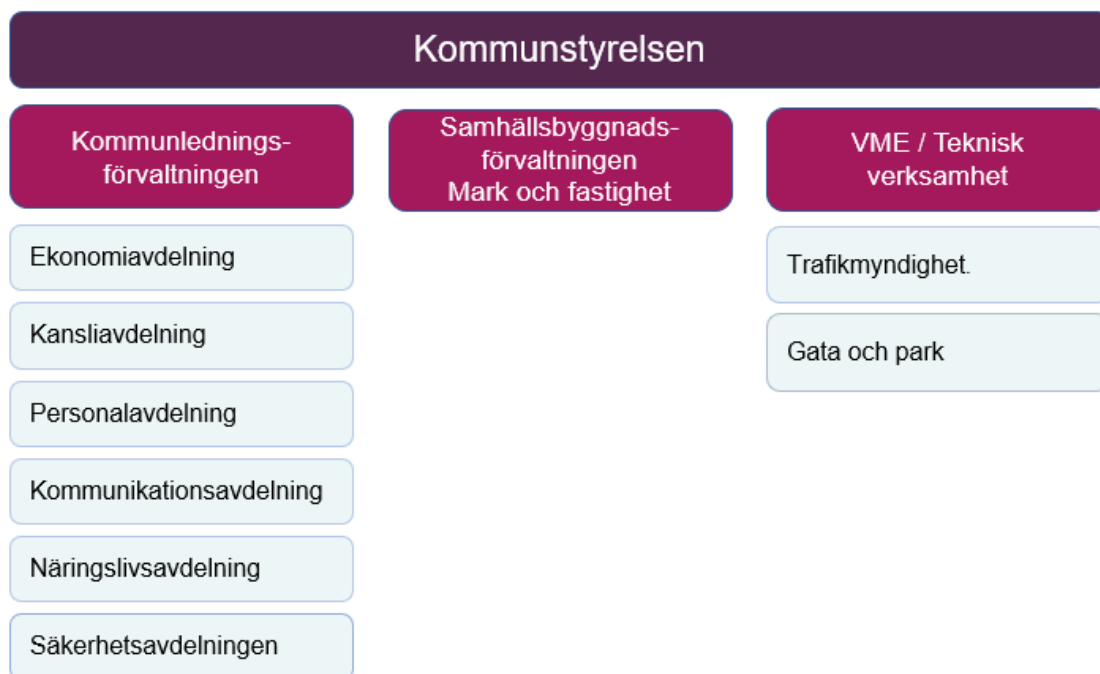 Kommunstyrelsen
Kommunlednings-
förvaltningen
Ekonomiavdelning
Kansliavdelning
Personalavdelning
Kommunikationsavdelning
Näringslivsavdelning
Säkerhetsavdelningen
Samhällsbyggnads-
förvaltningen
Mark och fastighet
VME / Teknisk
verksamhet
Trafikmyndighet.
Gata och park